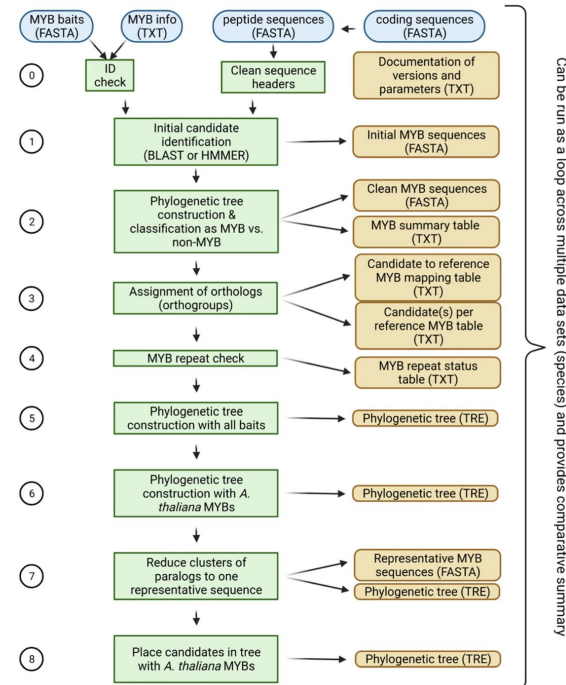 MYB baits
(FASTA)
MYB info
(TXT)
peptide sequences
(FASTA)
coding sequences
(FASTA)
0
ID
check
Clean sequence
headers
Documentation of
versions and
parameters (TXT)
1
Initial candidate
identification
(BLAST or HMMER)
Initial MYB sequences
(FASTA)
2
Phylogenetic tree
construction &
classification as MYB vs.
non-MYB
Clean MYB sequences
(FASTA)
MYB summary table
(TXT)
3
Assignment of orthologs
(orthogroups)
Candidate to reference
MYB mapping table
(TXT)
Candidate(s) per
reference MYB table
(TXT)
4
MYB repeat check
MYB repeat status
table (TXT)
5
Phylogenetic tree
construction with all baits
Phylogenetic tree (TRE)
6
Phylogenetic tree
construction with A.
thaliana MYBs
Phylogenetic tree (TRE)
7
Reduce clusters of
paralogs to one
representative sequence
Representative MYB
sequences (FASTA)
Phylogenetic tree (TRE)
8
Place candidates in tree
with A. thaliana MYBs
Phylogenetic tree (TRE)
Can be run as a loop across multiple data sets (species) and provides comparative summary